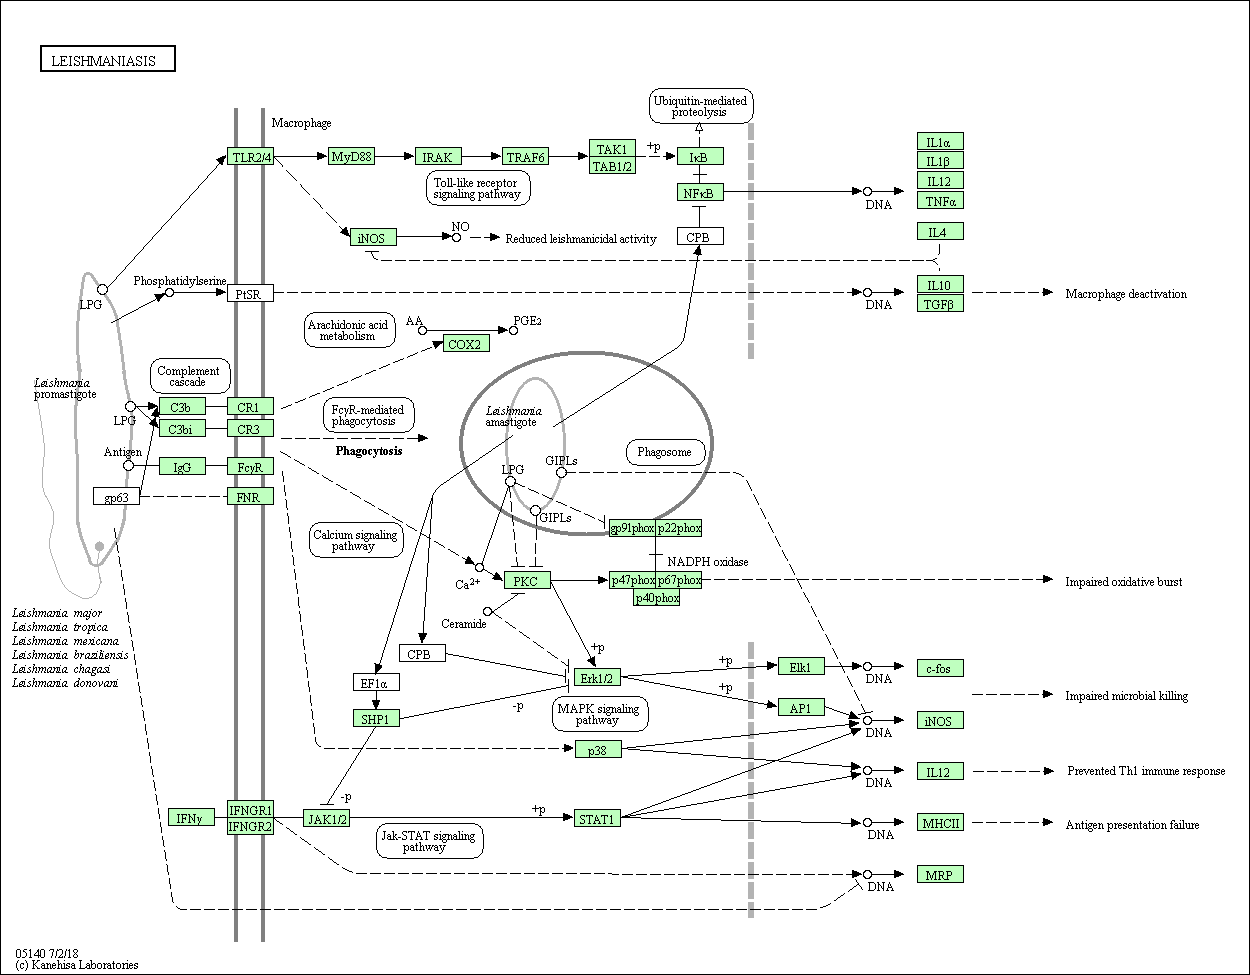 LEISHMANIASIS
Macrophage
Ubiquitin-mediated
proteolysis
TLR2/4
MyD88
IRAK
TRAF6
TAK1
TAB1/2
+p
IκB
Toll-like receptor
signaling pathway
NFκB
DNA
IL1α
IL1β
IL12
TNFα
iNOS
NO
Reduced leishmanicidal activity
CPB
IL4
LPG
Phosphatidylserine
PtSR
DNA
IL10
TGFβ
Macrophage deactivation
Arachidonic acid
metabolism
AA
PGE2
COX2
Complement
cascade
Leishmania
promastigote
LPG
C3b
CR1
C3bi
CR3
FcγR-mediated
phagocytosis
Phagocytosis
Leishmania
amastigote
Phagosome
Antigen
IgG
FcγR
LPG
GIPLs
gp63
FNR
GIPLs
gp91phox
p22phox
Calcium signaling
pathway
NADPH oxidase
Ca2+
PKC
p47phox
p67phox
p40phox
Impaired oxidative burst
Leishmania major
Leishmania tropica
Leishmania mexicana
Leishmania braziliensis
Leishmania chagasi
Leishmania donovani
Ceramide
CPB
+p
EF1α
Erk1/2
+p
Elk1
DNA
c-fos
+p
Impaired microbial killing
SHP1
-p
MAPK signaling
pathway
AP1
DNA
iNOS
p38
DNA
IL12
Prevented Th1 immune response
-p
+p
IFNγ
IFNGR1
IFNGR2
JAK1/2
STAT1
DNA
MHCII
Antigen presentation failure
Jak-STAT signaling
pathway
DNA
MRP
05140 7/2/18
(c) Kanehisa Laboratories